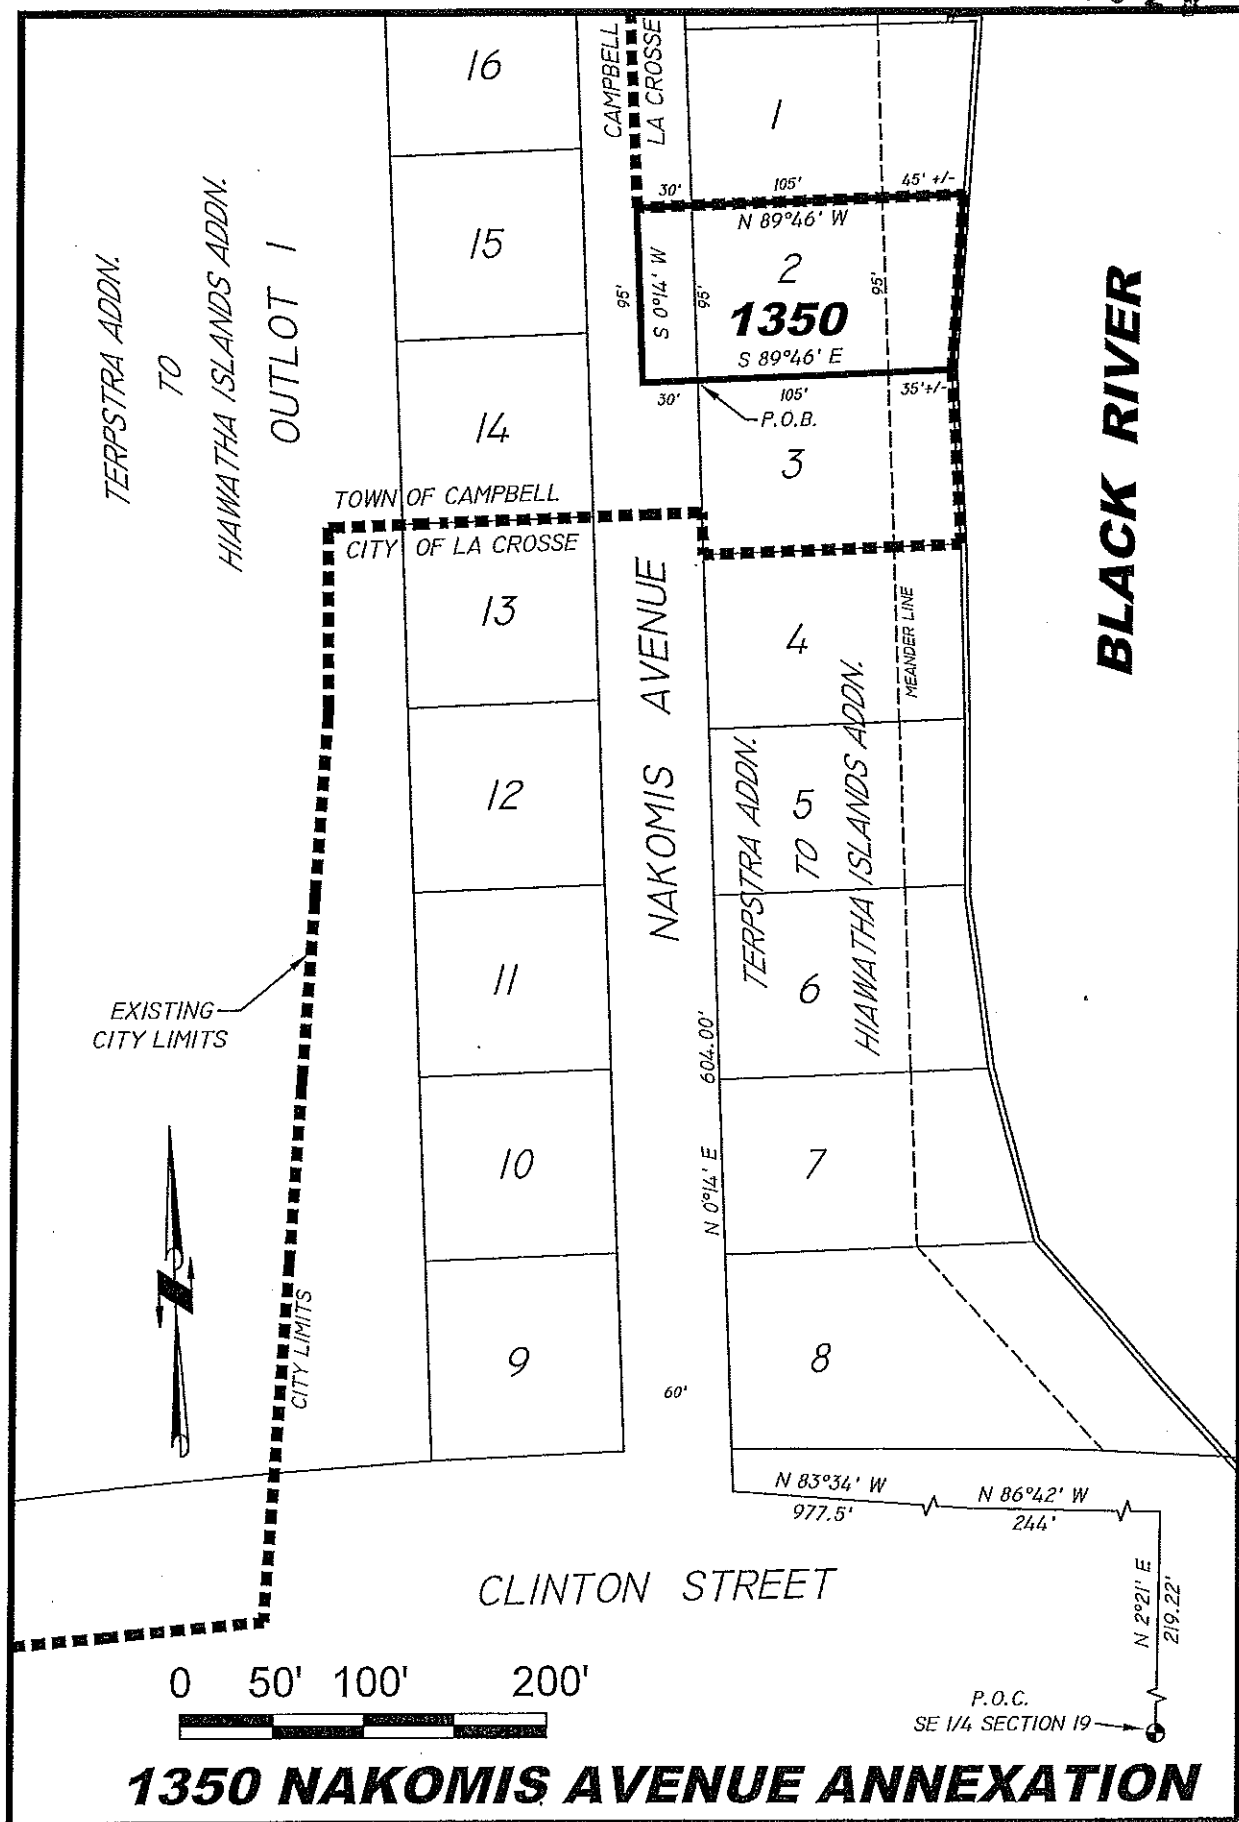 16
CAMPBELL
LA CROSSE
1
30'
105'
45' +/-
N 89°46' W
15
95'
S 0°14' W
95'
2
95'
1350
S 89°46' E
30'
105'
35'+/-
P.O.B.
TERPSTRA ADDN.
TO
HIAWATHA ISLANDS ADDN.
OUTLOT 1
14
3
BLACK RIVER
TOWN OF CAMPBELL
CITY OF LA CROSSE
13
NAKOMIS AVENUE
4
MEANDER LINE
12
TERPSTRA ADDN.
5
TO
HIAWATHA ISLANDS ADDN.
11
6
EXISTING
CITY LIMITS
604.00'
N 0°14' E
10
7
CITY LIMITS
9
60'
8
N 83°34' W
977.5'
N 86°42' W
244'
CLINTON STREET
N 2°21' E
219.22'
0 50' 100' 200'
P.O.C.
SE 1/4 SECTION 19
1350 NAKOMIS AVENUE ANNEXATION